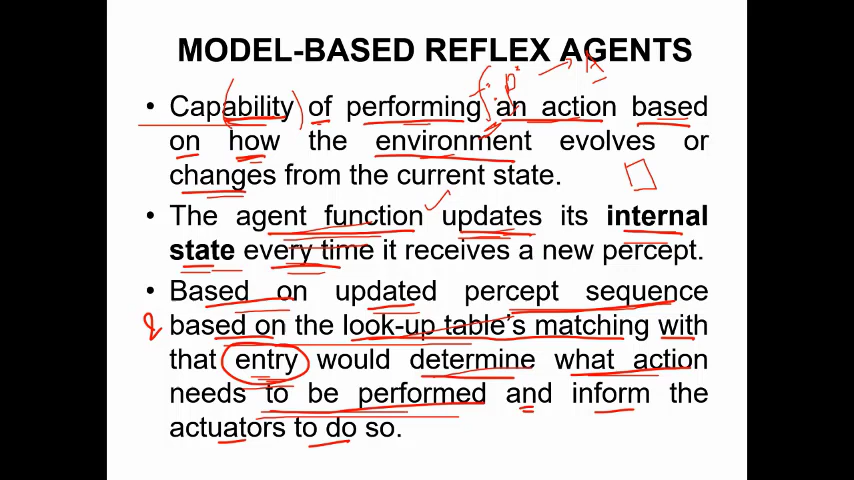 MODEL-BASED REFLEX AGENTS
f: p* → A
• Capability of performing an action based
on how the environment evolves or
changes from the current state.
• The agent function updates its internal
state every time it receives a new percept.
• Based on updated percept sequence
& based on the look-up table's matching with
that entry would determine what action
needs to be performed and inform the
actuators to do so.